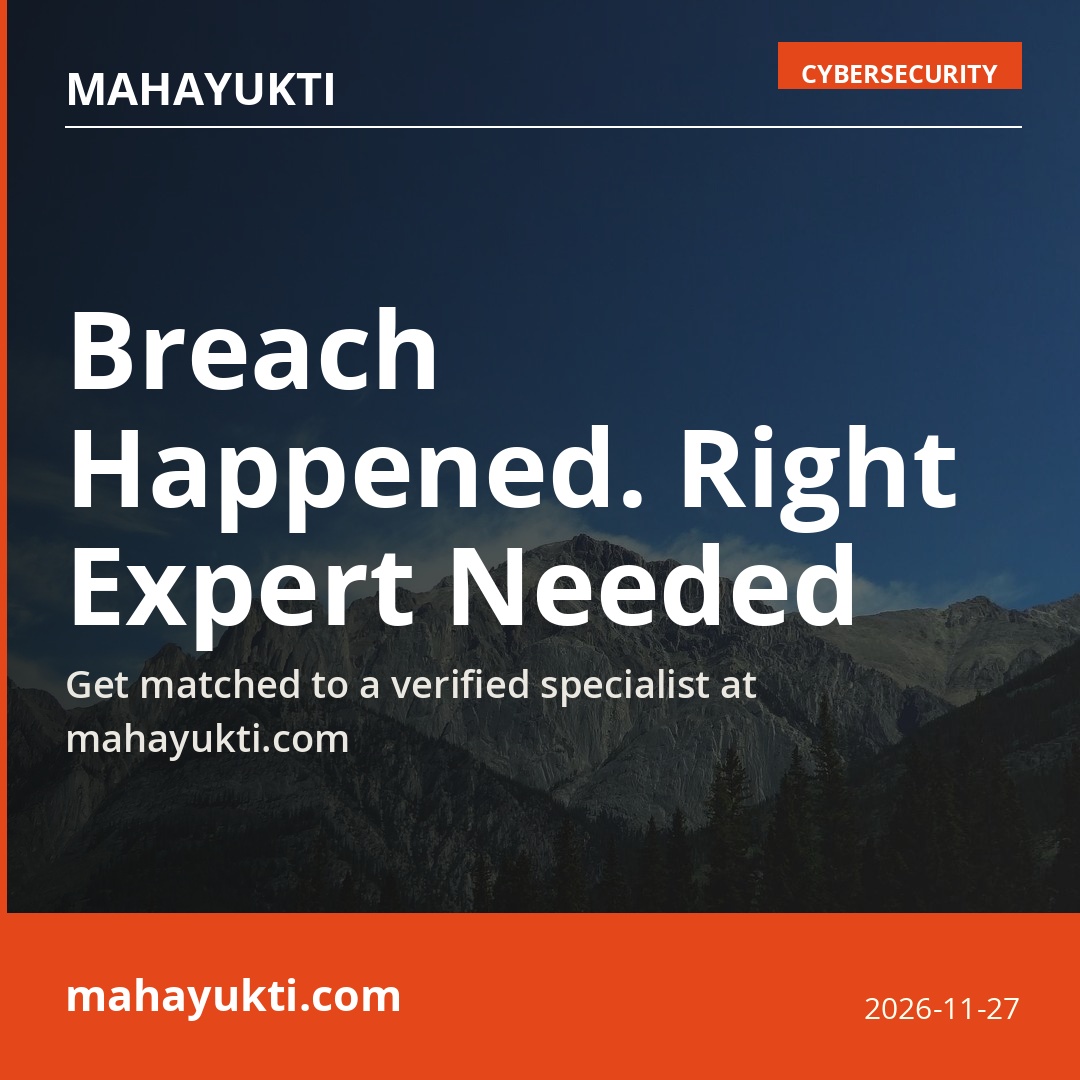 MAHAYUKTI
CYBERSECURITY
Breach
Happened. Right
Expert Needed
Get matched to a verified specialist at
mahayukti.com
mahayukti.com
2026-11-27